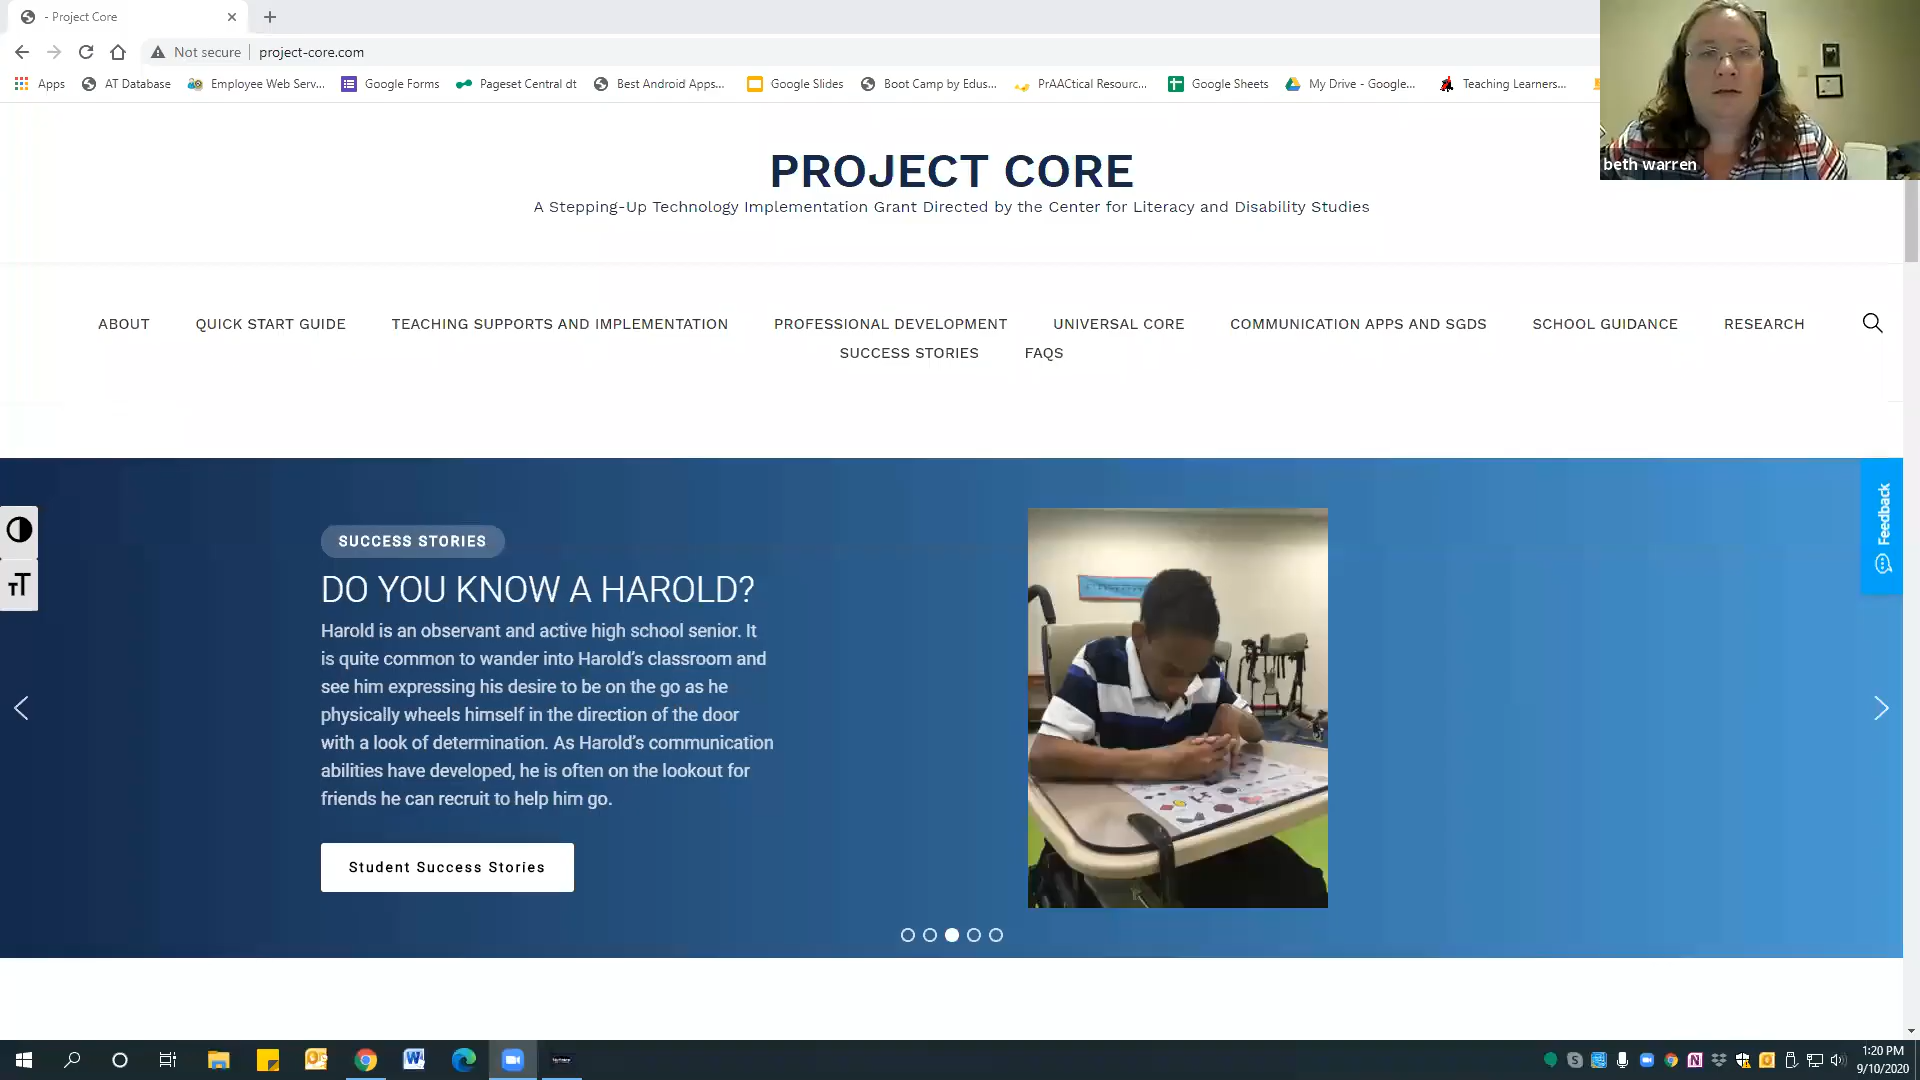 - Project Core
Not secure
project-core.com
Apps
AT Database
Employee Web Serv...
Google Forms
Pageset Central dt
Best Android Apps...
Google Slides
Boot Camp by Edus...
PrAACtical Resourc...
Google Sheets
My Drive - Google...
Teaching Learners...
beth warren
PROJECT CORE
A Stepping-Up Technology Implementation Grant Directed by the Center for Literacy and Disability Studies
ABOUT
QUICK START GUIDE
TEACHING SUPPORTS AND IMPLEMENTATION
PROFESSIONAL DEVELOPMENT
UNIVERSAL CORE
COMMUNICATION APPS AND SGDS
SCHOOL GUIDANCE
RESEARCH
SUCCESS STORIES
FAQS
Feedback
SUCCESS STORIES
DO YOU KNOW A HAROLD?
Harold is an observant and active high school senior. It
is quite common to wander into Harold’s classroom and
see him expressing his desire to be on the go as he
physically wheels himself in the direction of the door
with a look of determination. As Harold’s communication
abilities have developed, he is often on the lookout for
friends he can recruit to help him go.
Student Success Stories
1:20 PM
9/10/2020